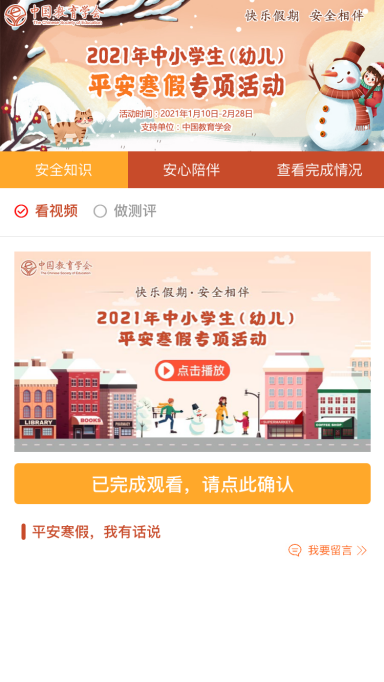 中国教育学会
The Chinese Society of Education
快乐假期 安全相伴
2021年中小学生（幼儿）
平安寒假专项活动
活动时间：2021年1月10日-2月28日
支持单位：中国教育学会
安全知识
安心陪伴
查看完成情况
看视频
做测评
中国教育学会
The Chinese Society of Education
快乐假期·安全相伴
2021年中小学生（幼儿）
平安寒假专项活动
点击播放
LIBRARY
BOOKS
SUPERMARKET
COFFEE SHOP
已完成观看，请点此确认
平安寒假，我有话说
我要留言